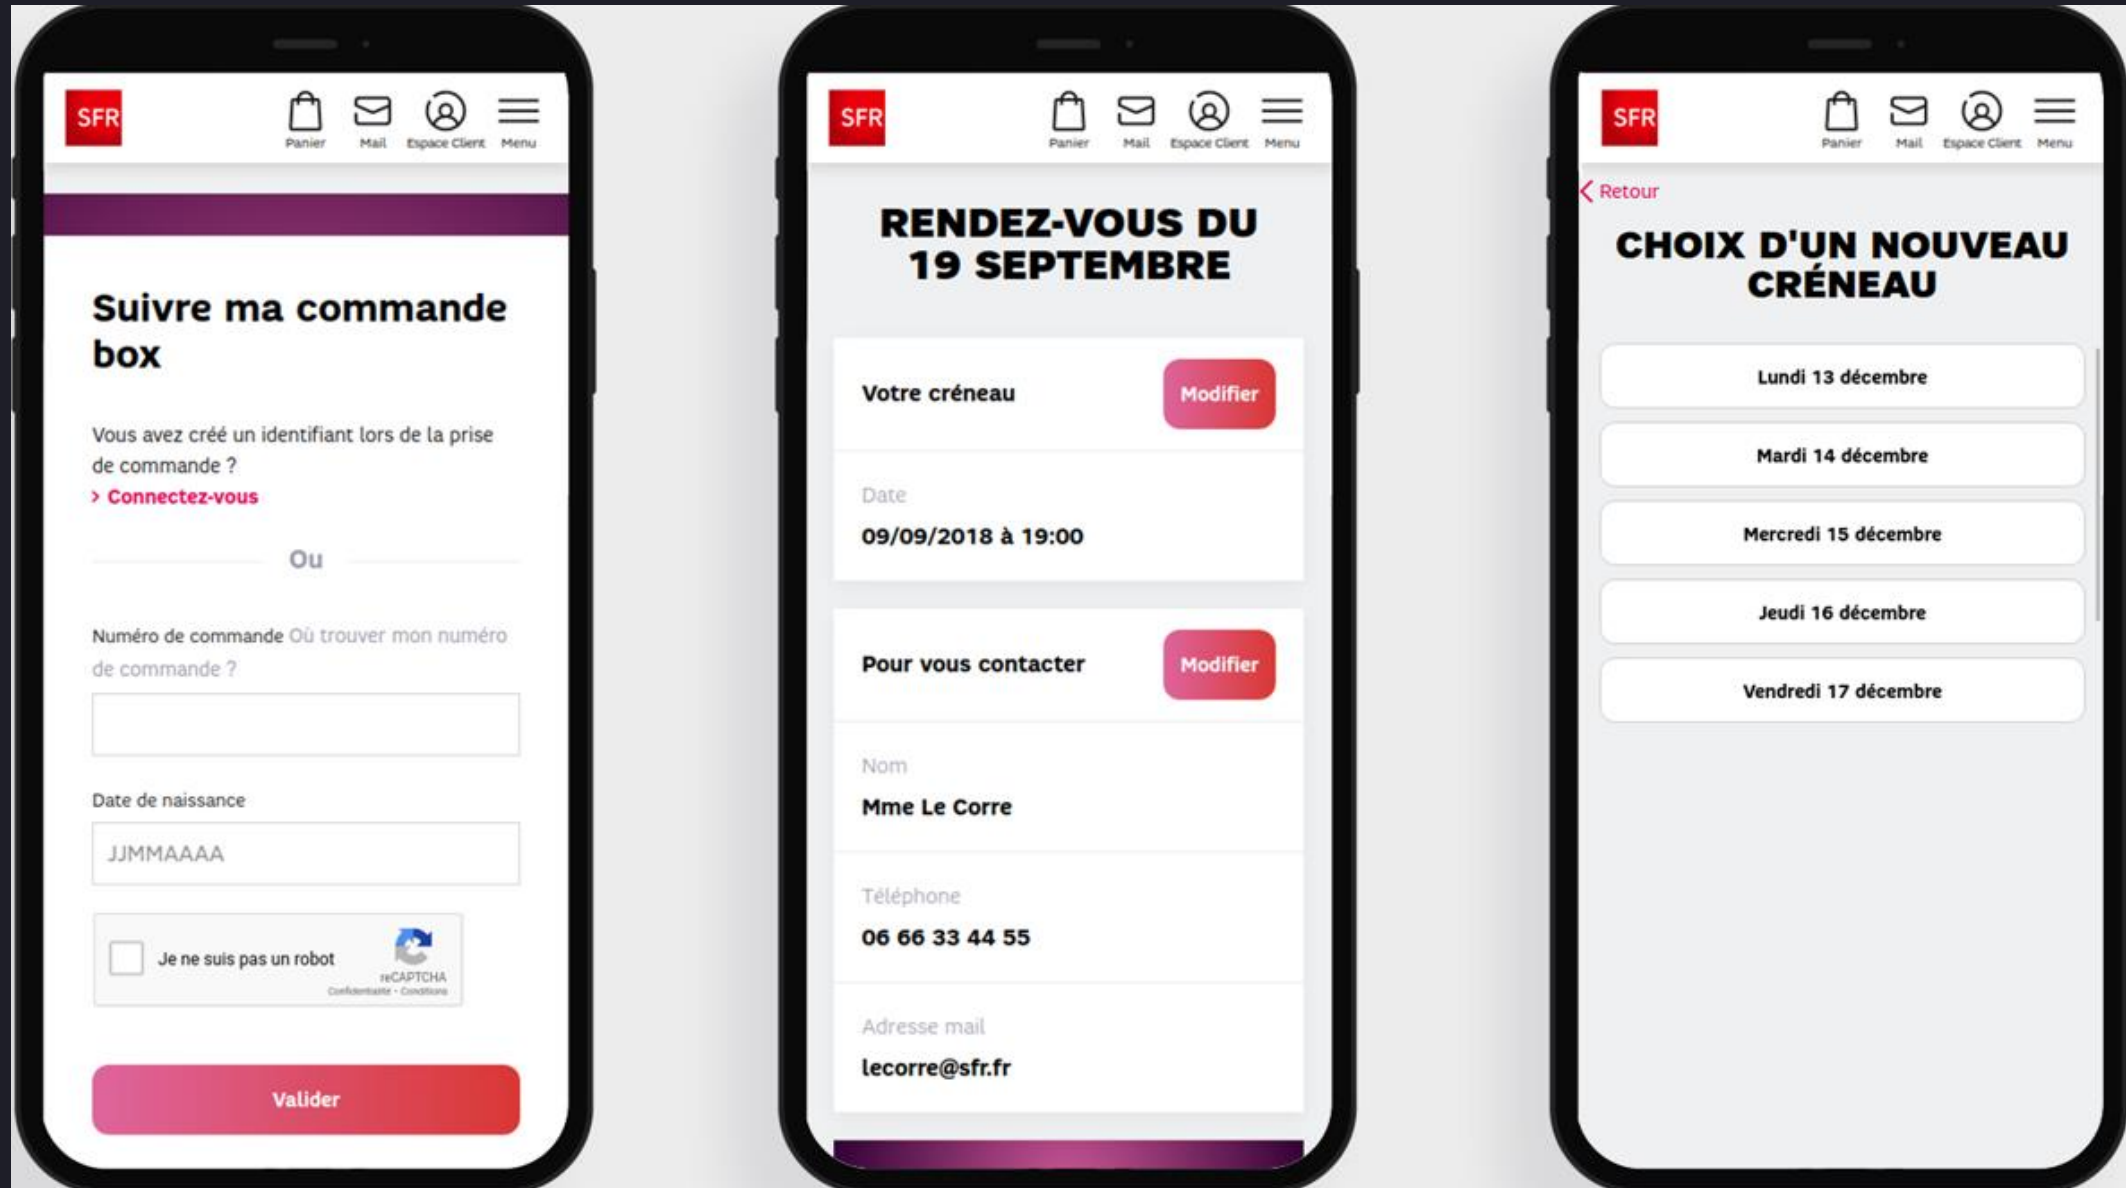 SFR
Panier Mail Espace Client Menu
Suivre ma commande
box
Vous avez créé un identifiant lors de la prise
de commande ?
> Connectez-vous
Ou
Numéro de commande Où trouver mon numéro
de commande ?
Date de naissance
JJMMAAAA
Je ne suis pas un robot
reCAPTCHA
Confidentialité - Conditions
Valider
SFR
Panier Mail Espace Client Menu
RENDEZ-VOUS DU
19 SEPTEMBRE
Votre créneau
Modifier
Date
09/09/2018 à 19:00
Pour vous contacter
Modifier
Nom
Mme Le Corre
Téléphone
06 66 33 44 55
Adresse mail
lecorre@sfr.fr
SFR
Panier Mail Espace Client Menu
< Retour
CHOIX D'UN NOUVEAU
CRÉNEAU
Lundi 13 décembre
Mardi 14 décembre
Mercredi 15 décembre
Jeudi 16 décembre
Vendredi 17 décembre